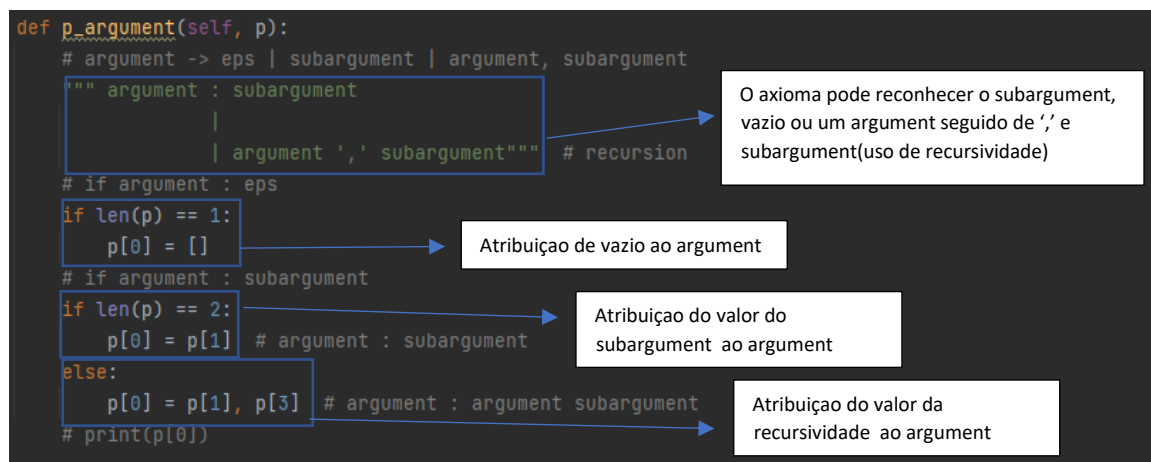 def p_argument(self, p):
# argument -> eps | subargument | argument, subargument
""" argument : subargument
|
| argument ',' subargument""" # recursion
O axioma pode reconhecer o subargument,
vazio ou um argument seguido de ‘,’ e
subargument(uso de recursividade)
# if argument : eps
if len(p) == 1:
p[0] = []
Atribuiçao de vazio ao argument
# if argument : subargument
if len(p) == 2:
p[0] = p[1] # argument : subargument
Atribuiçao do valor do
subargument ao argument
else:
p[0] = p[1], p[3] # argument : argument subargument
# print(p[0])
Atribuiçao do valor da
recursividade ao argument